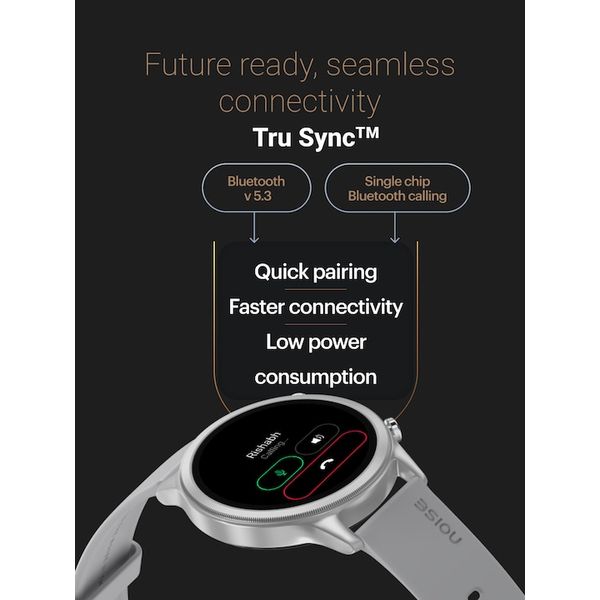 Future ready, seamless
connectivity
Tru Sync™
Bluetooth
v 5.3
Single chip
Bluetooth calling
Quick pairing
Faster connectivity
Low power
consumption
Rishabh
Calling...
noise